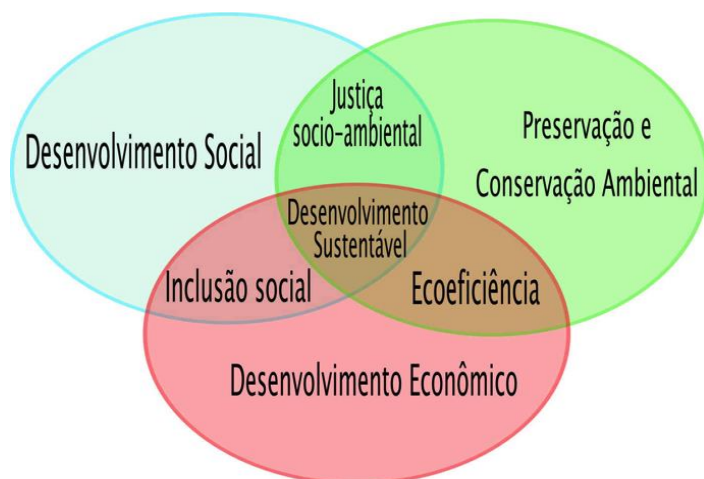 Desenvolvimento Social
Justiça
socio-ambiental
Preservação e
Conservação Ambiental
Desenvolvimento
Sustentável
Inclusão social
Ecoeficiência
Desenvolvimento Econômico